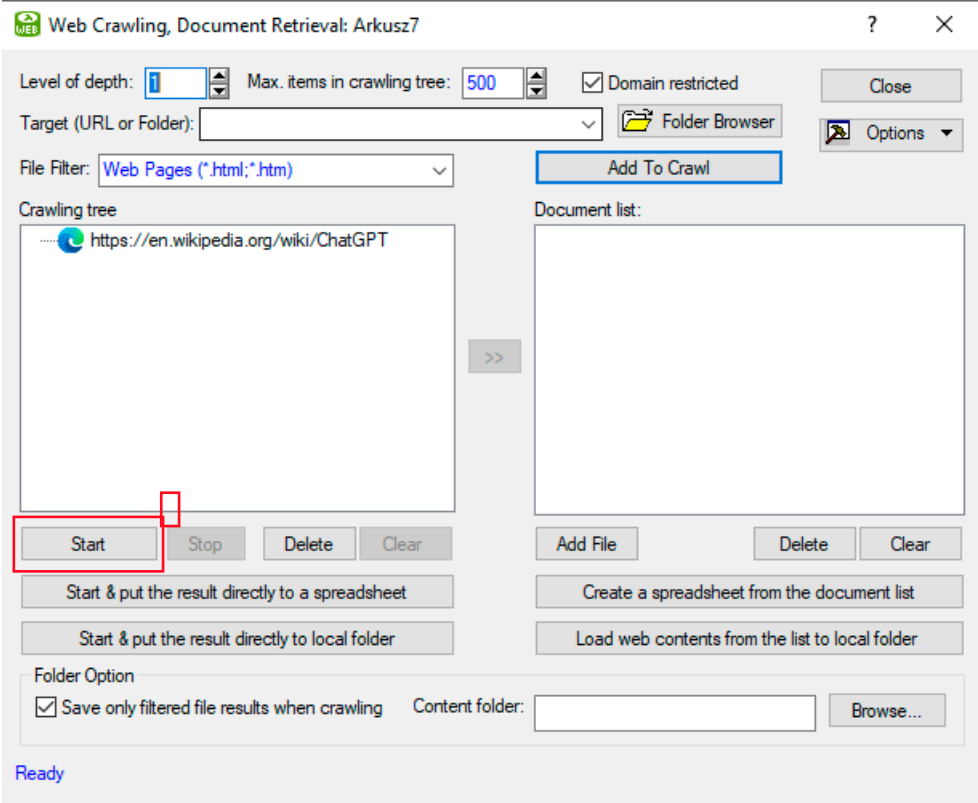 WEB
Web Crawling, Document Retrieval: Arkusz7 ? ×
Level of depth: 1 Max. items in crawling tree: 500 Domain restricted Close
Target (URL or Folder): Folder Browser Options
File Filter: Web Pages (*.html;*.htm) Add To Crawl
Crawling tree Document list:
https://en.wikipedia.org/wiki/ChatGPT
>>
Start Stop Delete Clear Add File Delete Clear
Start & put the result directly to a spreadsheet Create a spreadsheet from the document list
Start & put the result directly to local folder Load web contents from the list to local folder
Folder Option
Save only filtered file results when crawling Content folder: Browse...
Ready